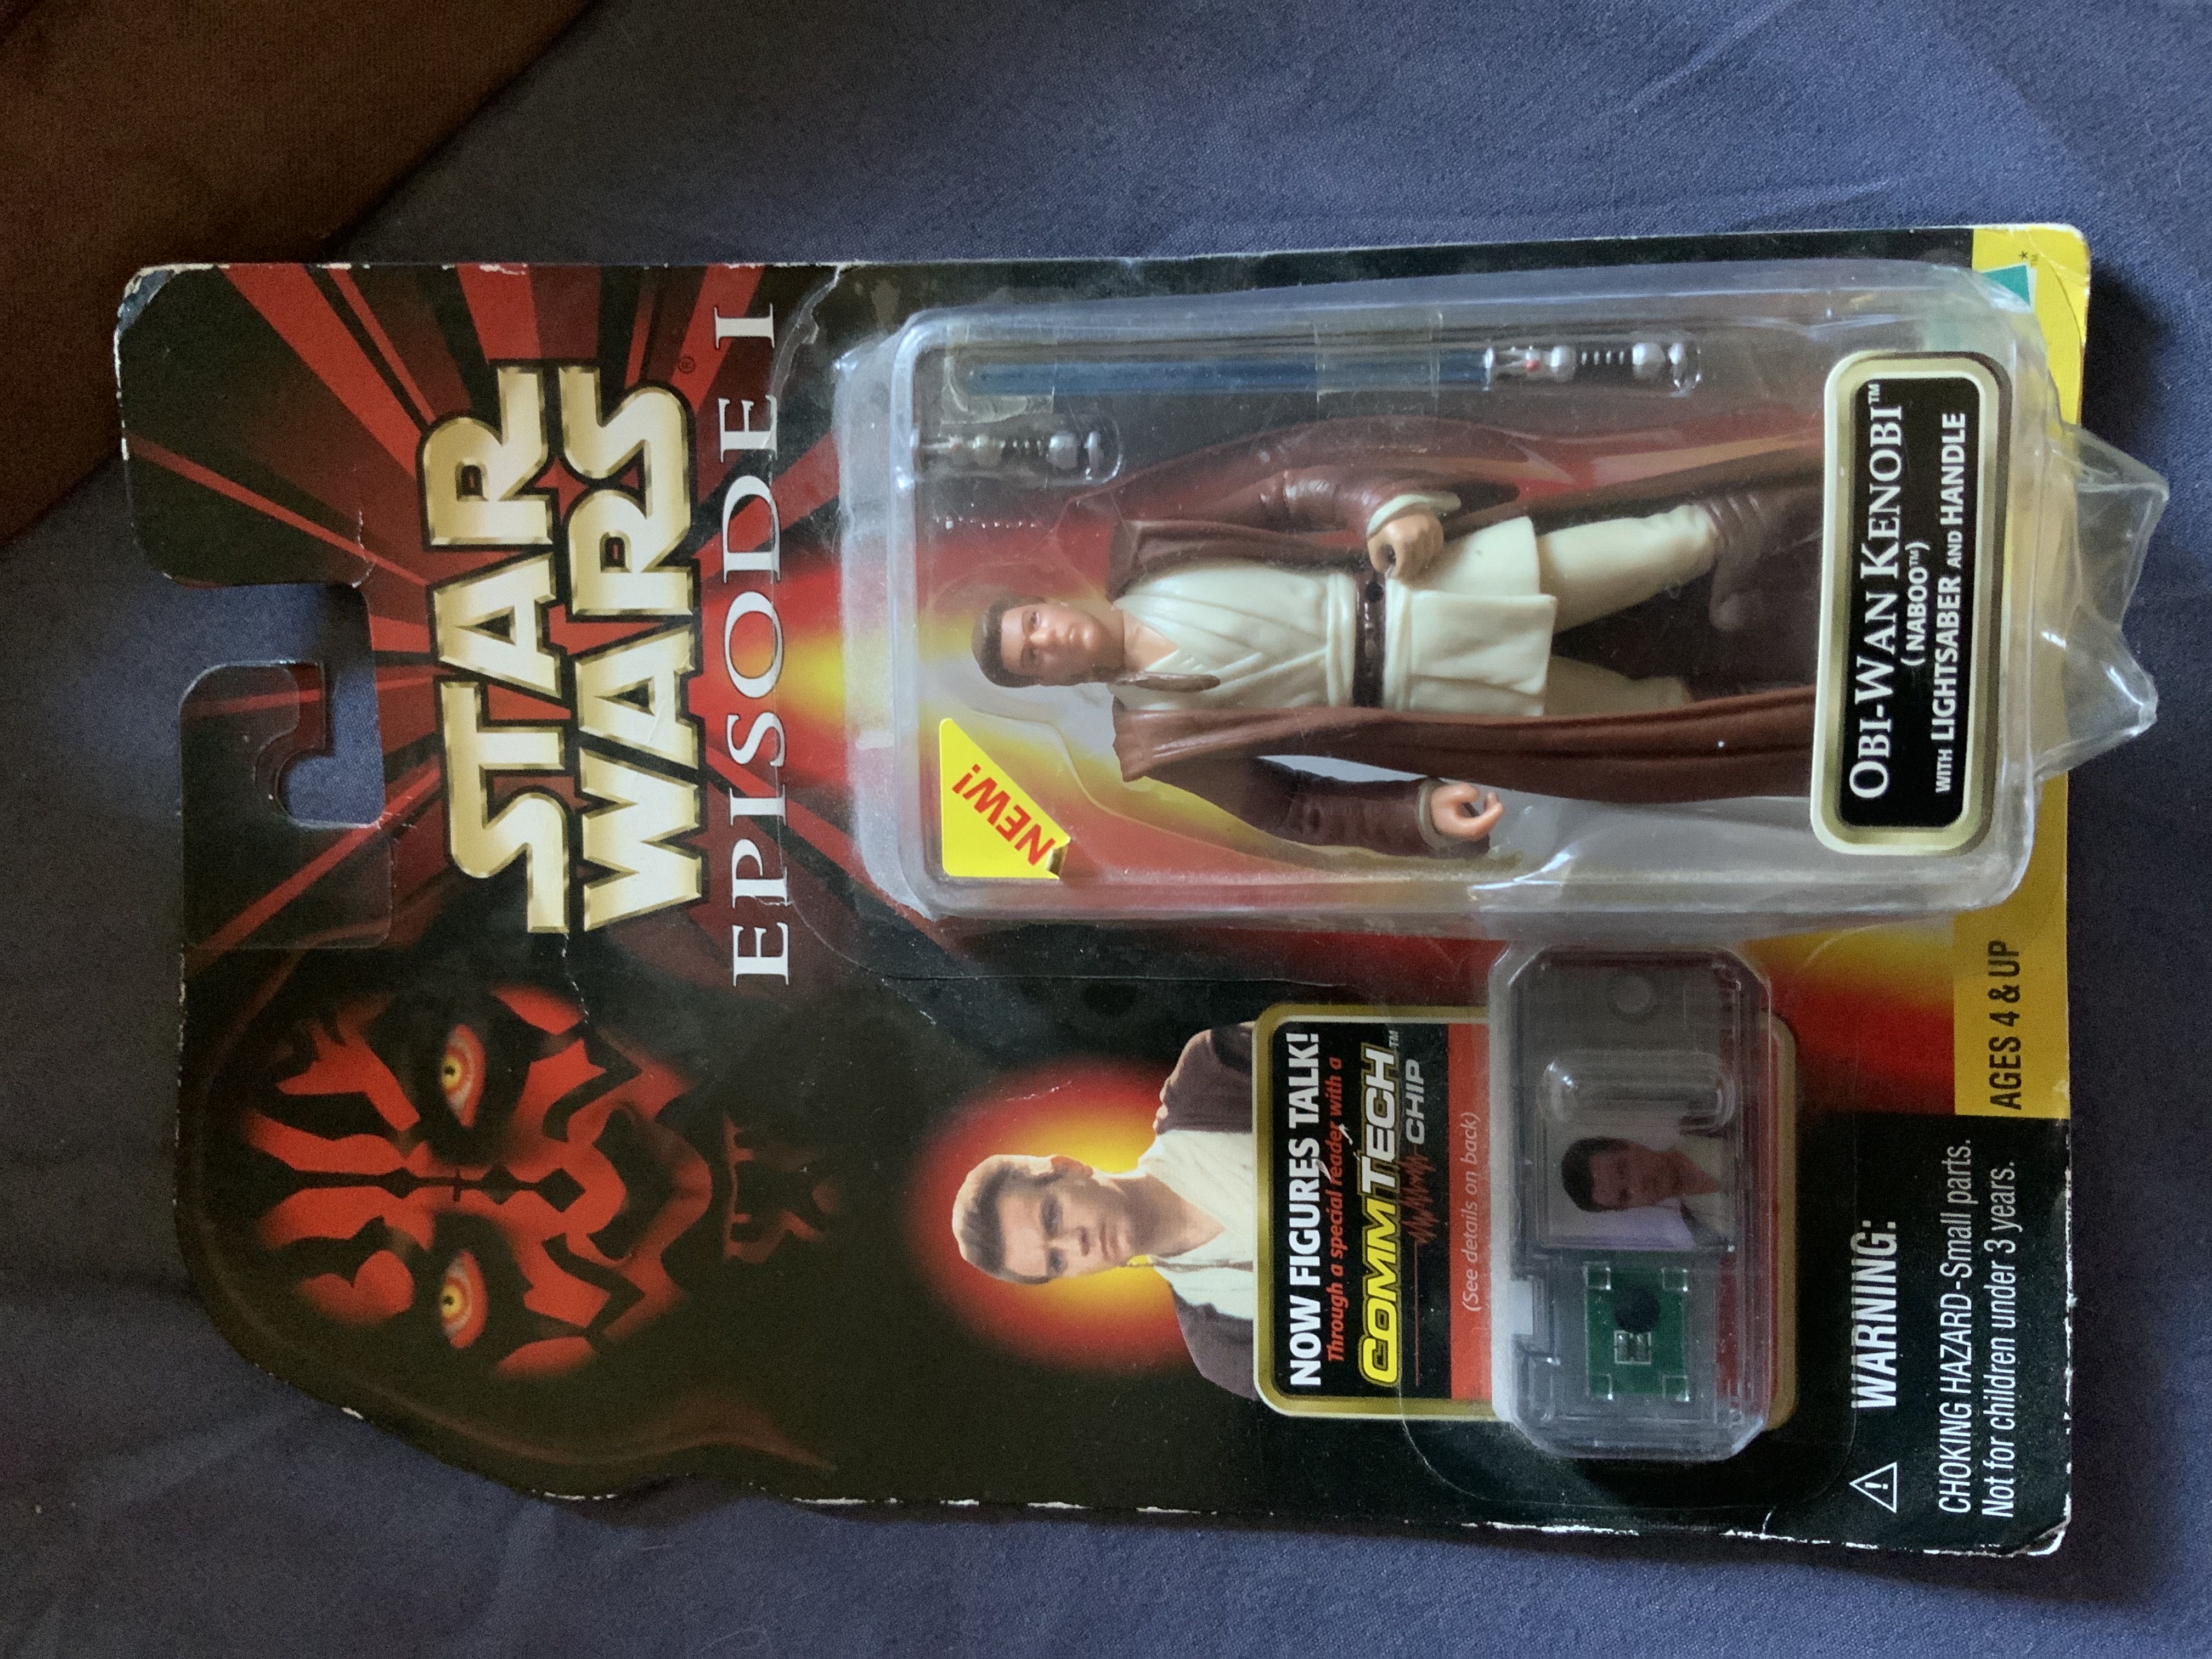 STAR
WARS®
EPISODE I
NEW!
NOW FIGURES TALK!
Through a special reader with a
COMMTECH™
CHIP
(See details on back)
OBI-WAN KENOBI™
(NABOO™)
WITH LIGHTSABER AND HANDLE
⚠ WARNING:
CHOKING HAZARD-Small parts.
Not for children under 3 years.
AGES 4 & UP
*™